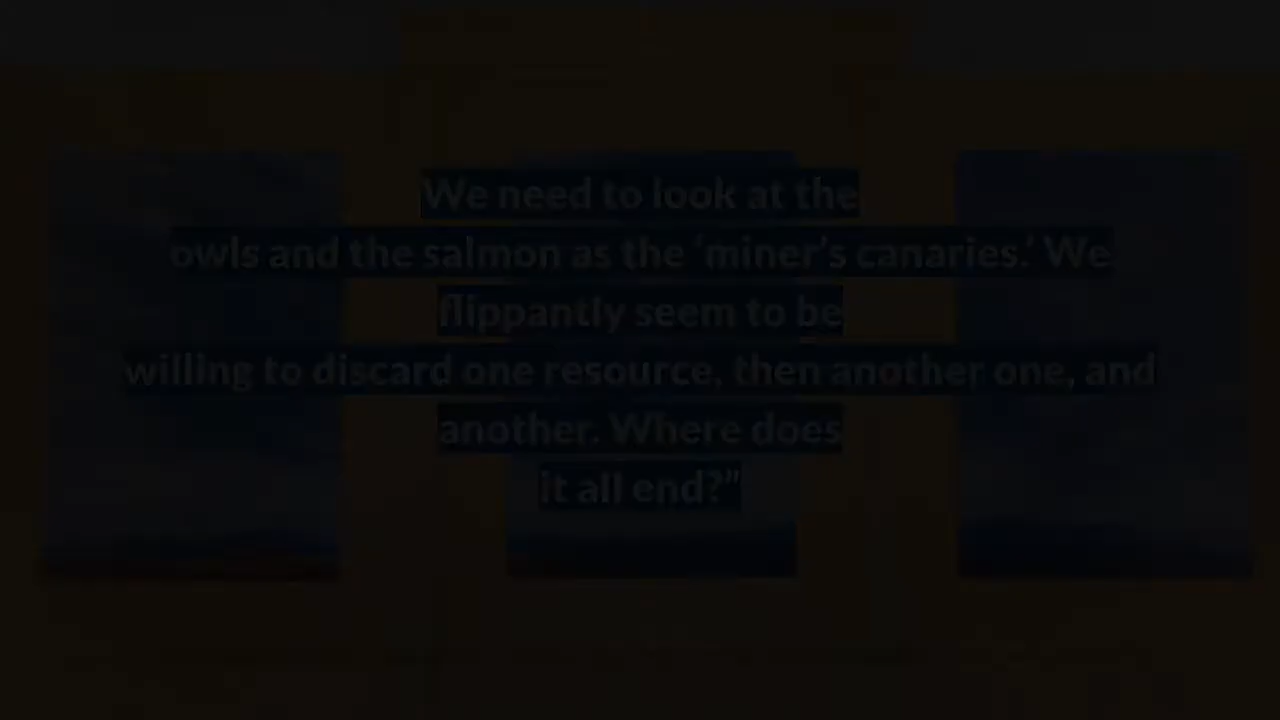 We need to look at the
owls and the salmon as the ‘miner’s canaries.’ We
flippantly seem to be
willing to discard one resource, then another one, and
another. Where does
it all end?”